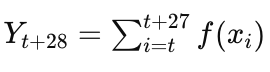 Y_{t+28} = \sum_{i=t}^{t+27} f(x_i)